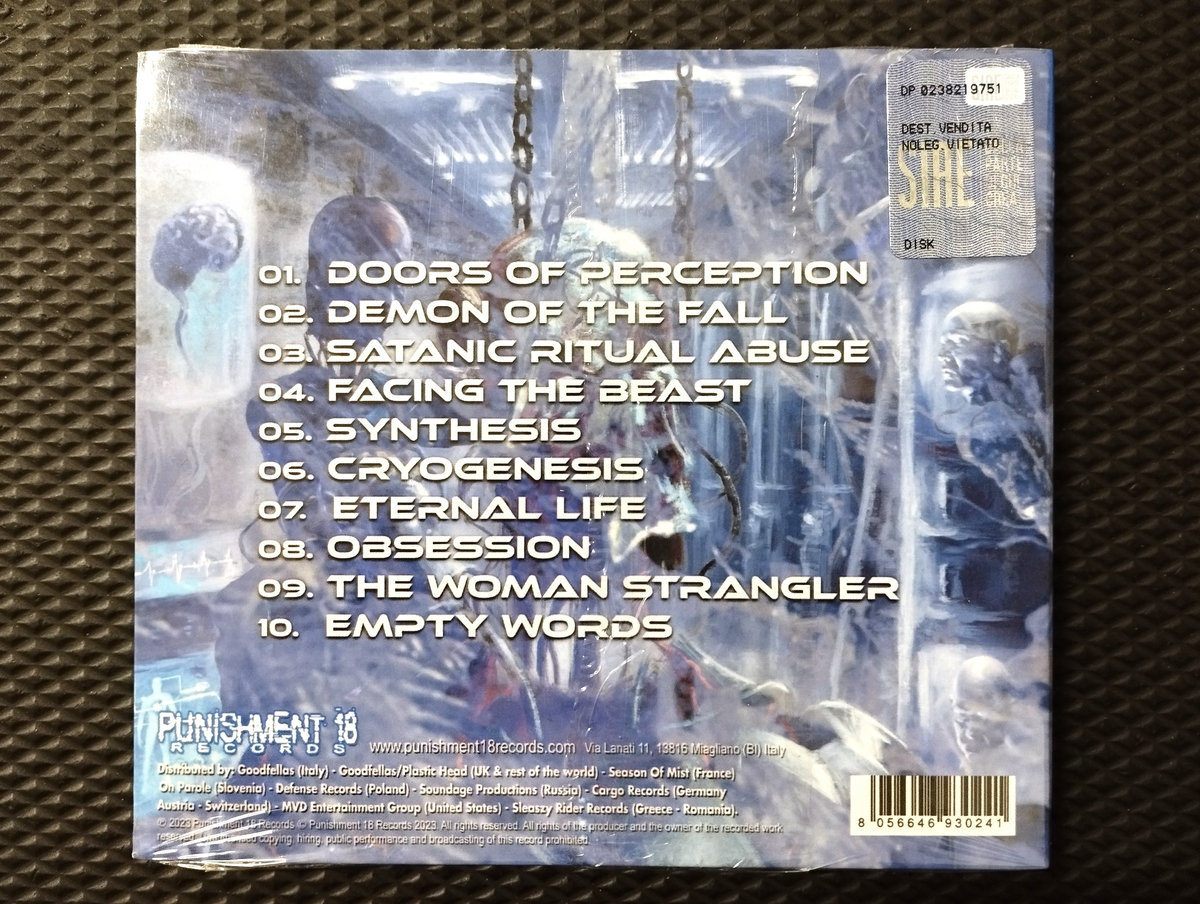 DP 0238219751
DEST.VENDITA
NOLEG.VIETATO
SIAE
DISK
01. DOORS OF PERCEPTION
02. DEMON OF THE FALL
03. SATANIC RITUAL ABUSE
04. FACING THE BEAST
05. SYNTHESIS
06. CRYOGENESIS
07. ETERNAL LIFE
08. OBSESSION
09. THE WOMAN STRANGLER
10. EMPTY WORDS
PUNISHMENT 18
RECORDS
www.punishment18records.com Via Lanati 11, 13816 Miagliano (BI) Italy
Distributed by: Goodfellas (Italy) - Goodfellas/Plastic Head (UK & rest of the world) - Season Of Mist (France)
On Parole (Slovenia) - Defense Records (Poland) - Soundage Productions (Russia) - Cargo Records (Germany
Austria - Switzerland) - MVD Entertainment Group (United States) - Sleaszy Rider Records (Greece - Romania).
℗ 2023 Punishment 18 Records © Punishment 18 Records 2023. All rights reserved. All rights of the producer and the owner of the recorded work
reserved. Unauthorised copying, hiring, public performance and broadcasting of this record prohibited.
8 056646 930241